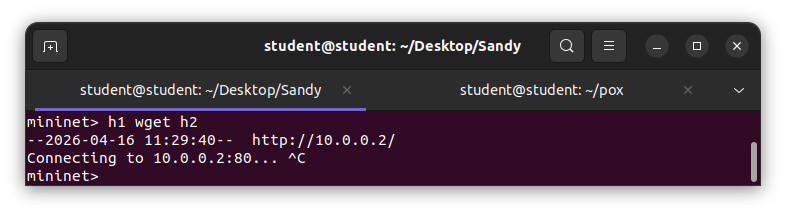 student@student: ~/Desktop/Sandy
student@student: ~/Desktop/Sandy
student@student: ~/pox
mininet> h1 wget h2
--2026-04-16 11:29:40--  http://10.0.0.2/
Connecting to 10.0.0.2:80... ^C
mininet>